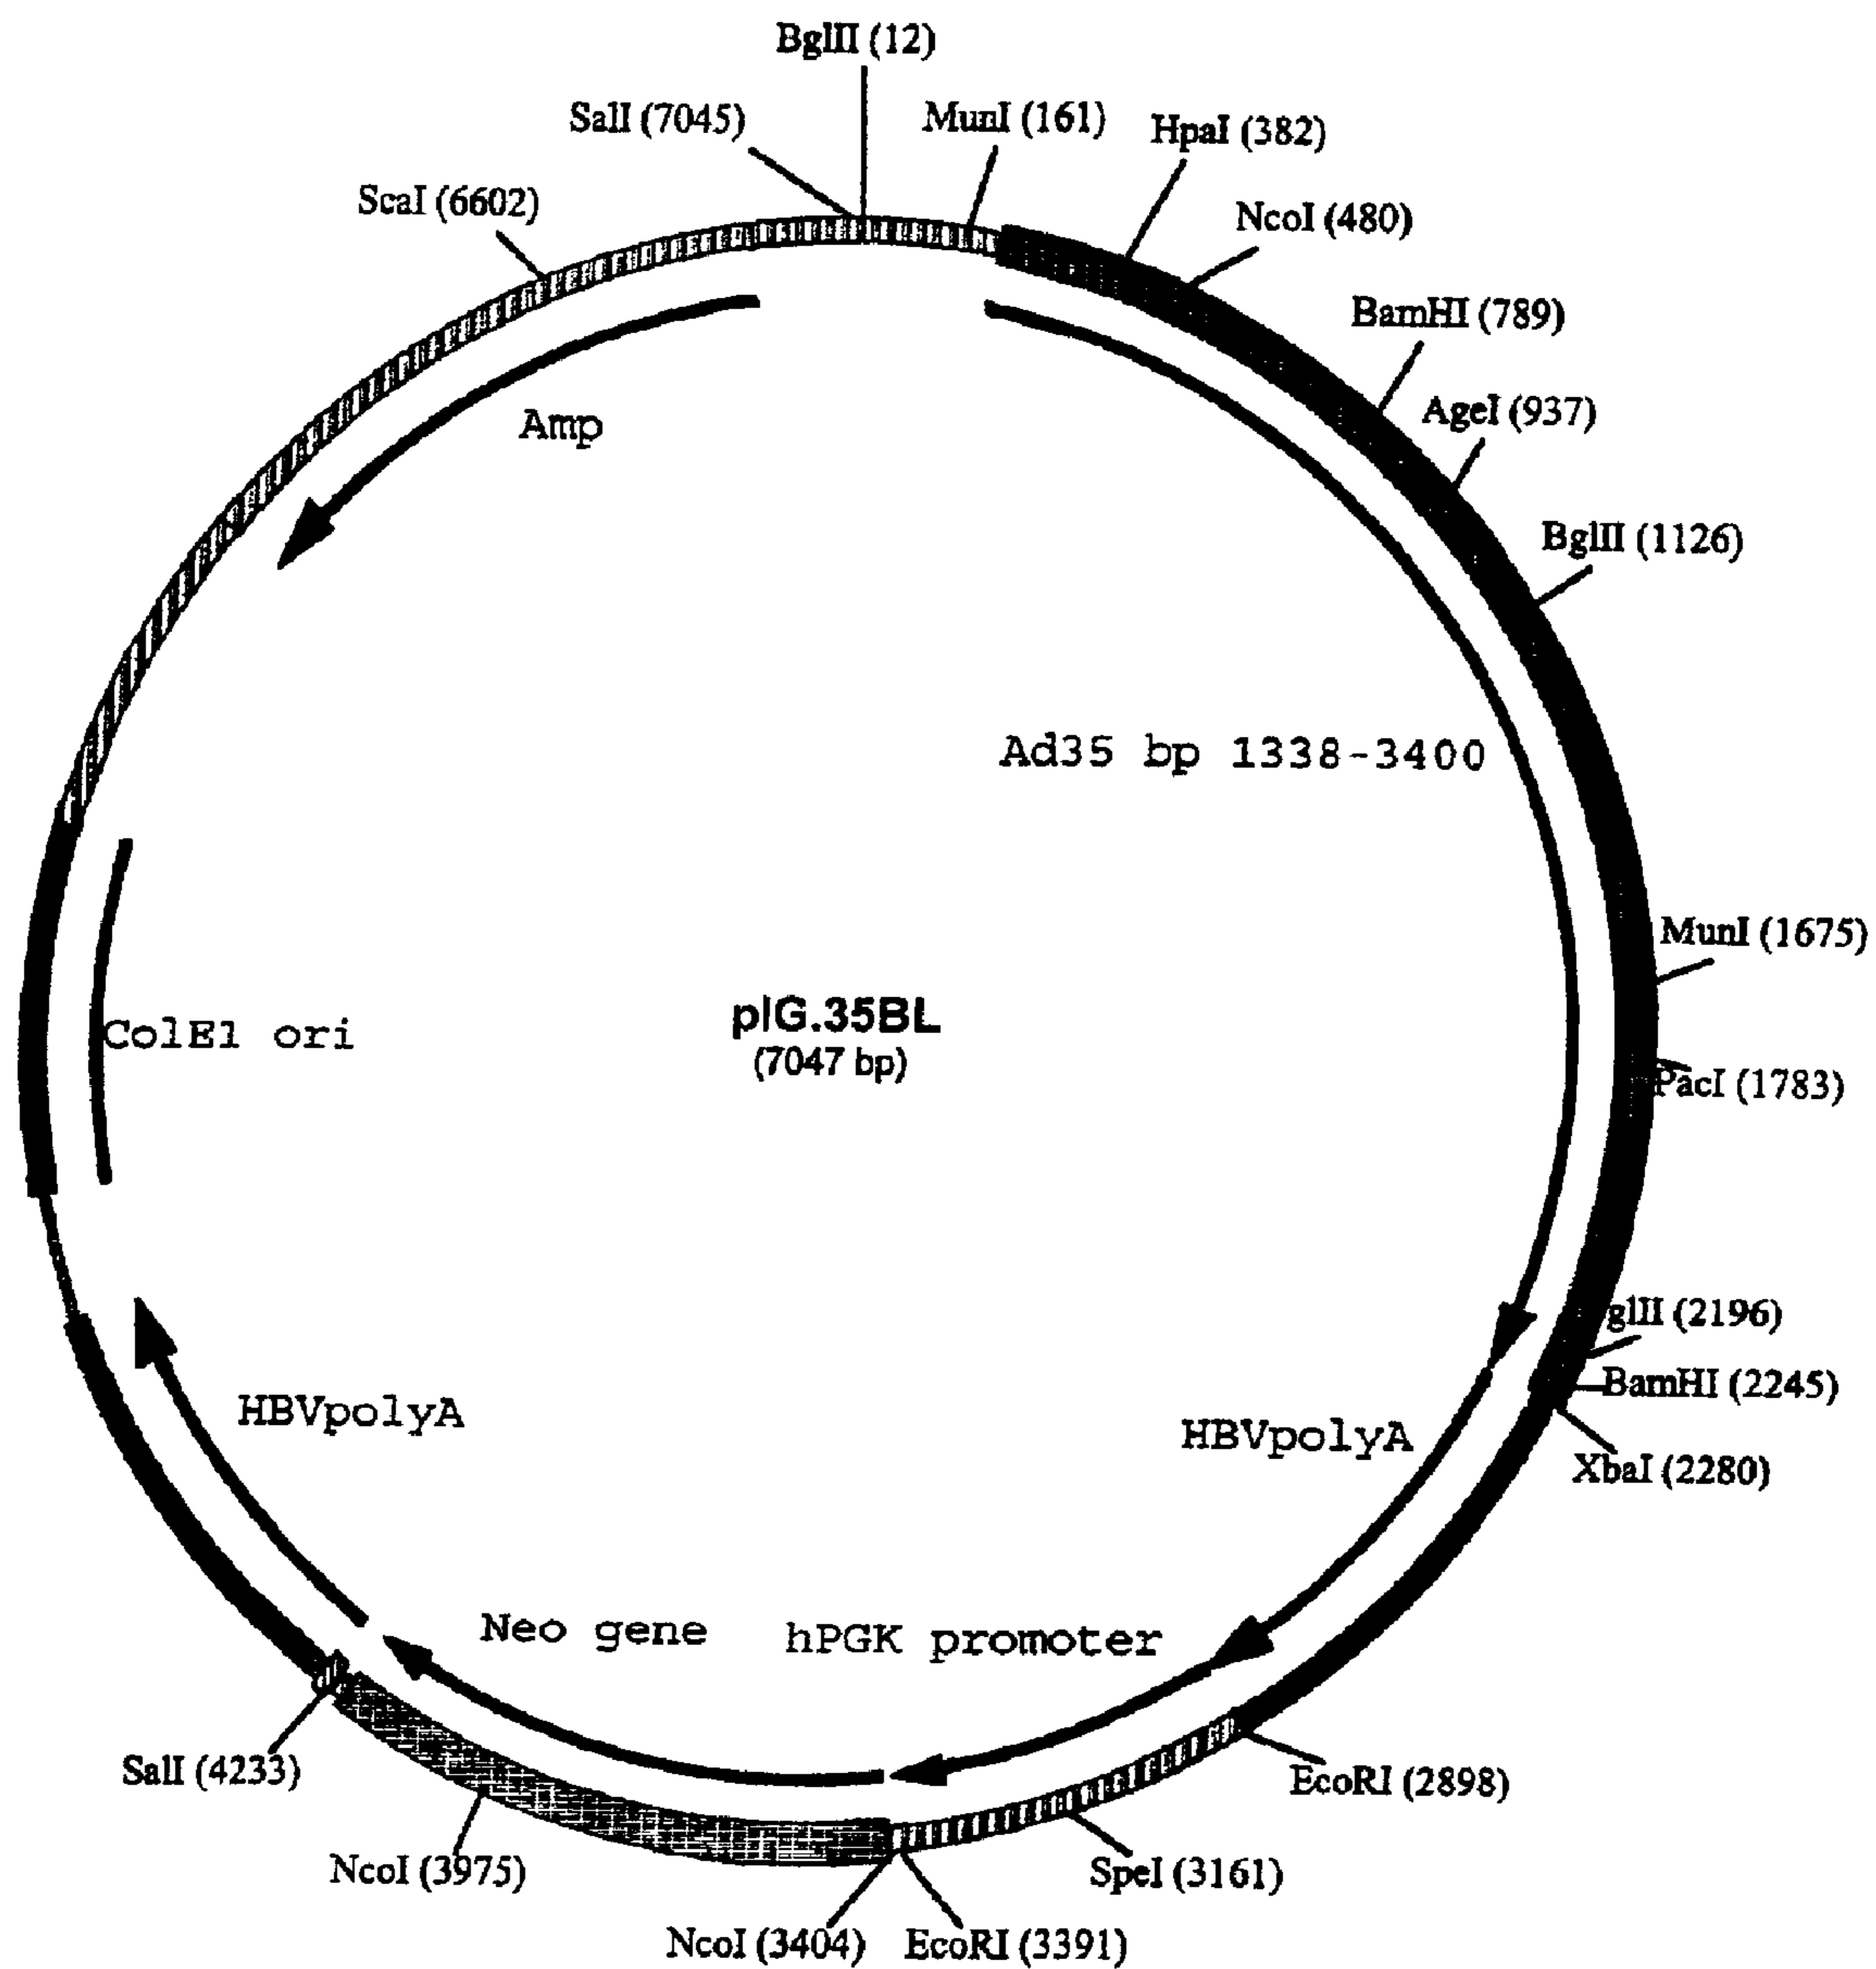 BglII (12)
SalI (7045)
MunI (161)
HpaI (382)
ScaI (6602)
NcoI (480)
BamHI (789)
AgeI (937)
Amp
BglII (1126)
Ad35 bp 1338-3400
MunI (1675)
pIG.35BL
ColE1 ori
(7047 bp)
PacI (1783)
glII (2196)
BamHI (2245)
HBVpolyA
HBVpolyA
XbaI (2280)
Neo gene
hPGK promoter
SalI (4233)
EcoRI (2898)
NcoI (3975)
SpeI (3161)
NcoI (3404)
EcoRI (3391)